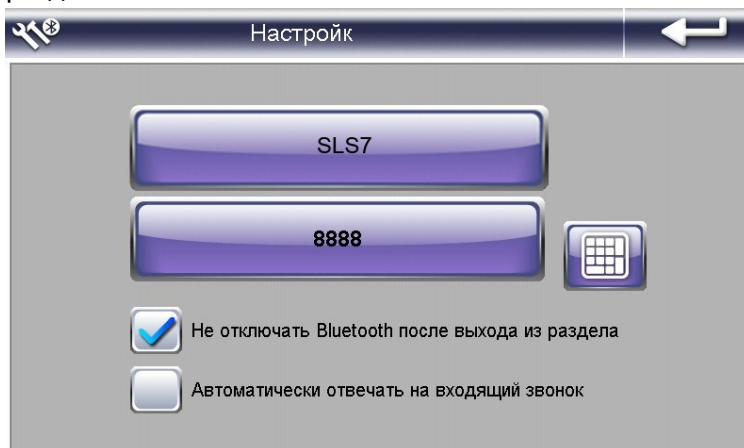 Настройк
SLS7
8888
Не отключать Bluetooth после выхода из раздела
Автоматически отвечать на входящий звонок